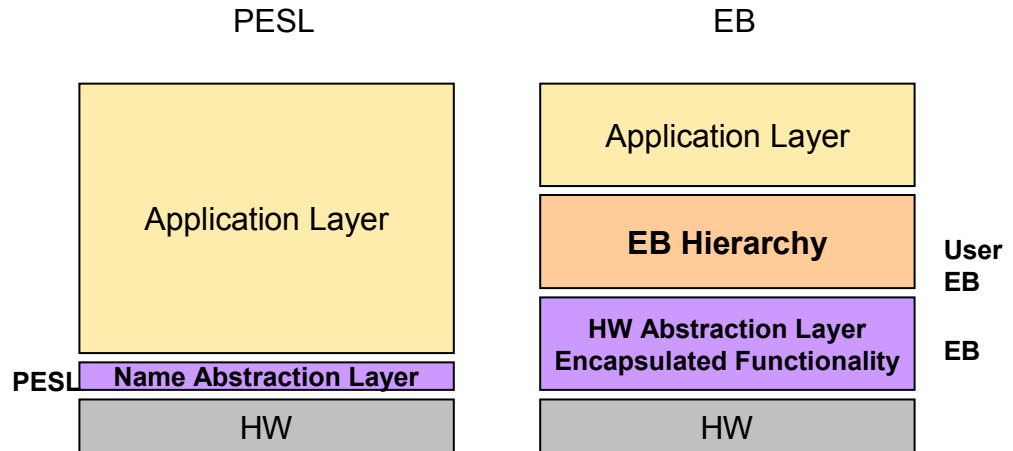 PESL
EB
Application Layer
Application Layer
EB Hierarchy
User
EB
HW Abstraction Layer
Encapsulated Functionality
EB
PESL
Name Abstraction Layer
HW
HW